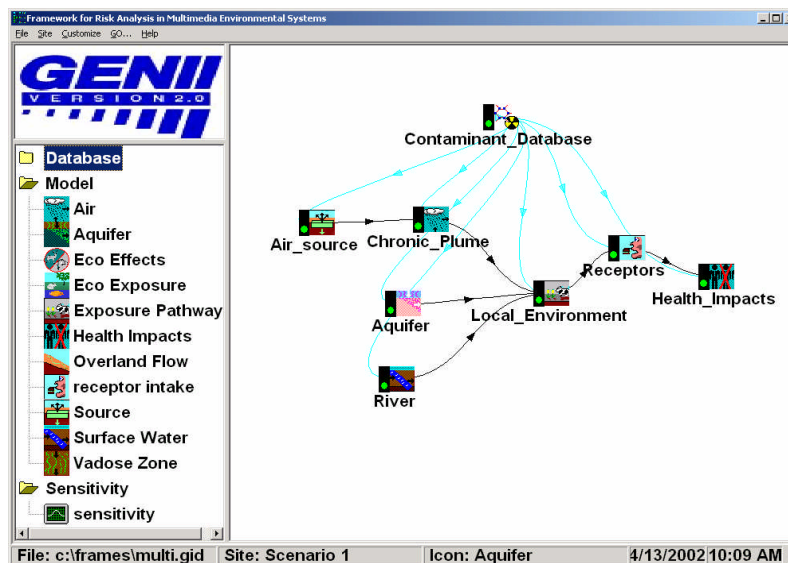 Framework for Risk Analysis in Multimedia Environmental Systems
File Site Customize GO... Help
GENII
VERSION 2.0
Database
Model
Air
Aquifer
Eco Effects
Eco Exposure
Exposure Pathway
Health Impacts
Overland Flow
receptor intake
Source
Surface Water
Vadose Zone
Sensitivity
sensitivity
Contaminant_Database
Air_source
Chronic_Plume
Receptors
Health_Impacts
Aquifer
Local_Environment
River
File: c:\frames\multi.gid Site: Scenario 1 Icon: Aquifer 4/13/2002 10:09 AM